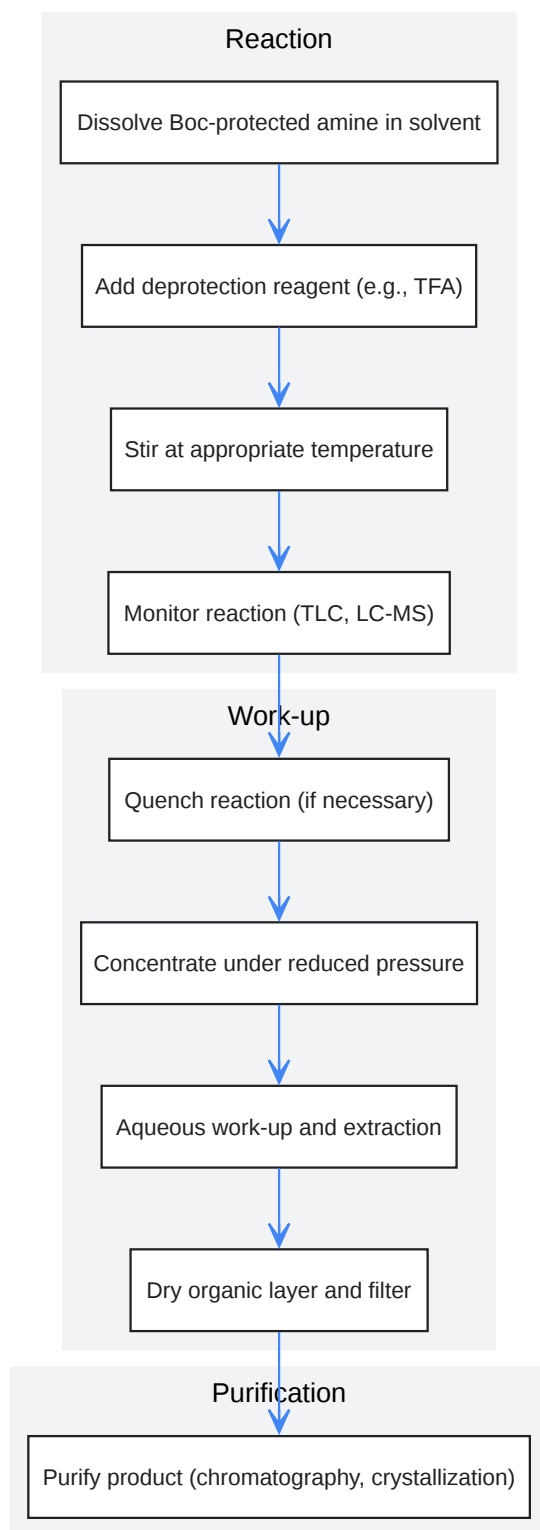 Reaction
Dissolve Boc-protected amine in solvent
Add deprotection reagent (e.g., TFA)
Stir at appropriate temperature
Monitor reaction (TLC, LC-MS)
Work-up
Quench reaction (if necessary)
Concentrate under reduced pressure
Aqueous work-up and extraction
Dry organic layer and filter
Purification
Purify product (chromatography, crystallization)